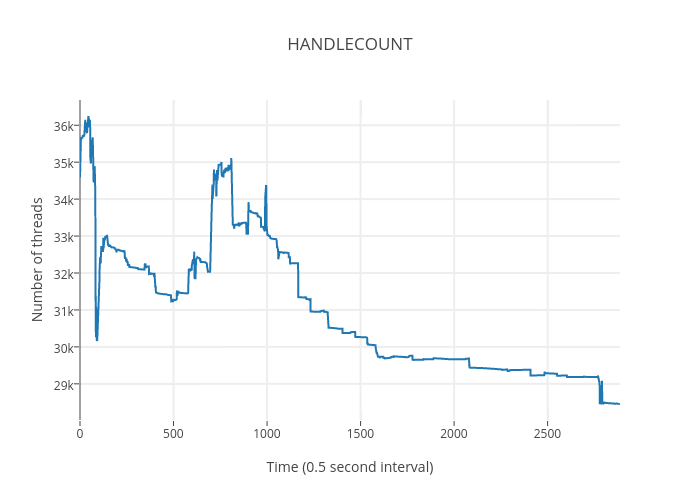 HANDLECOUNT
36k
35k
34k
33k
32k
31k
30k
29k
Number of threads
0
500
1000
1500
2000
2500
Time (0.5 second interval)